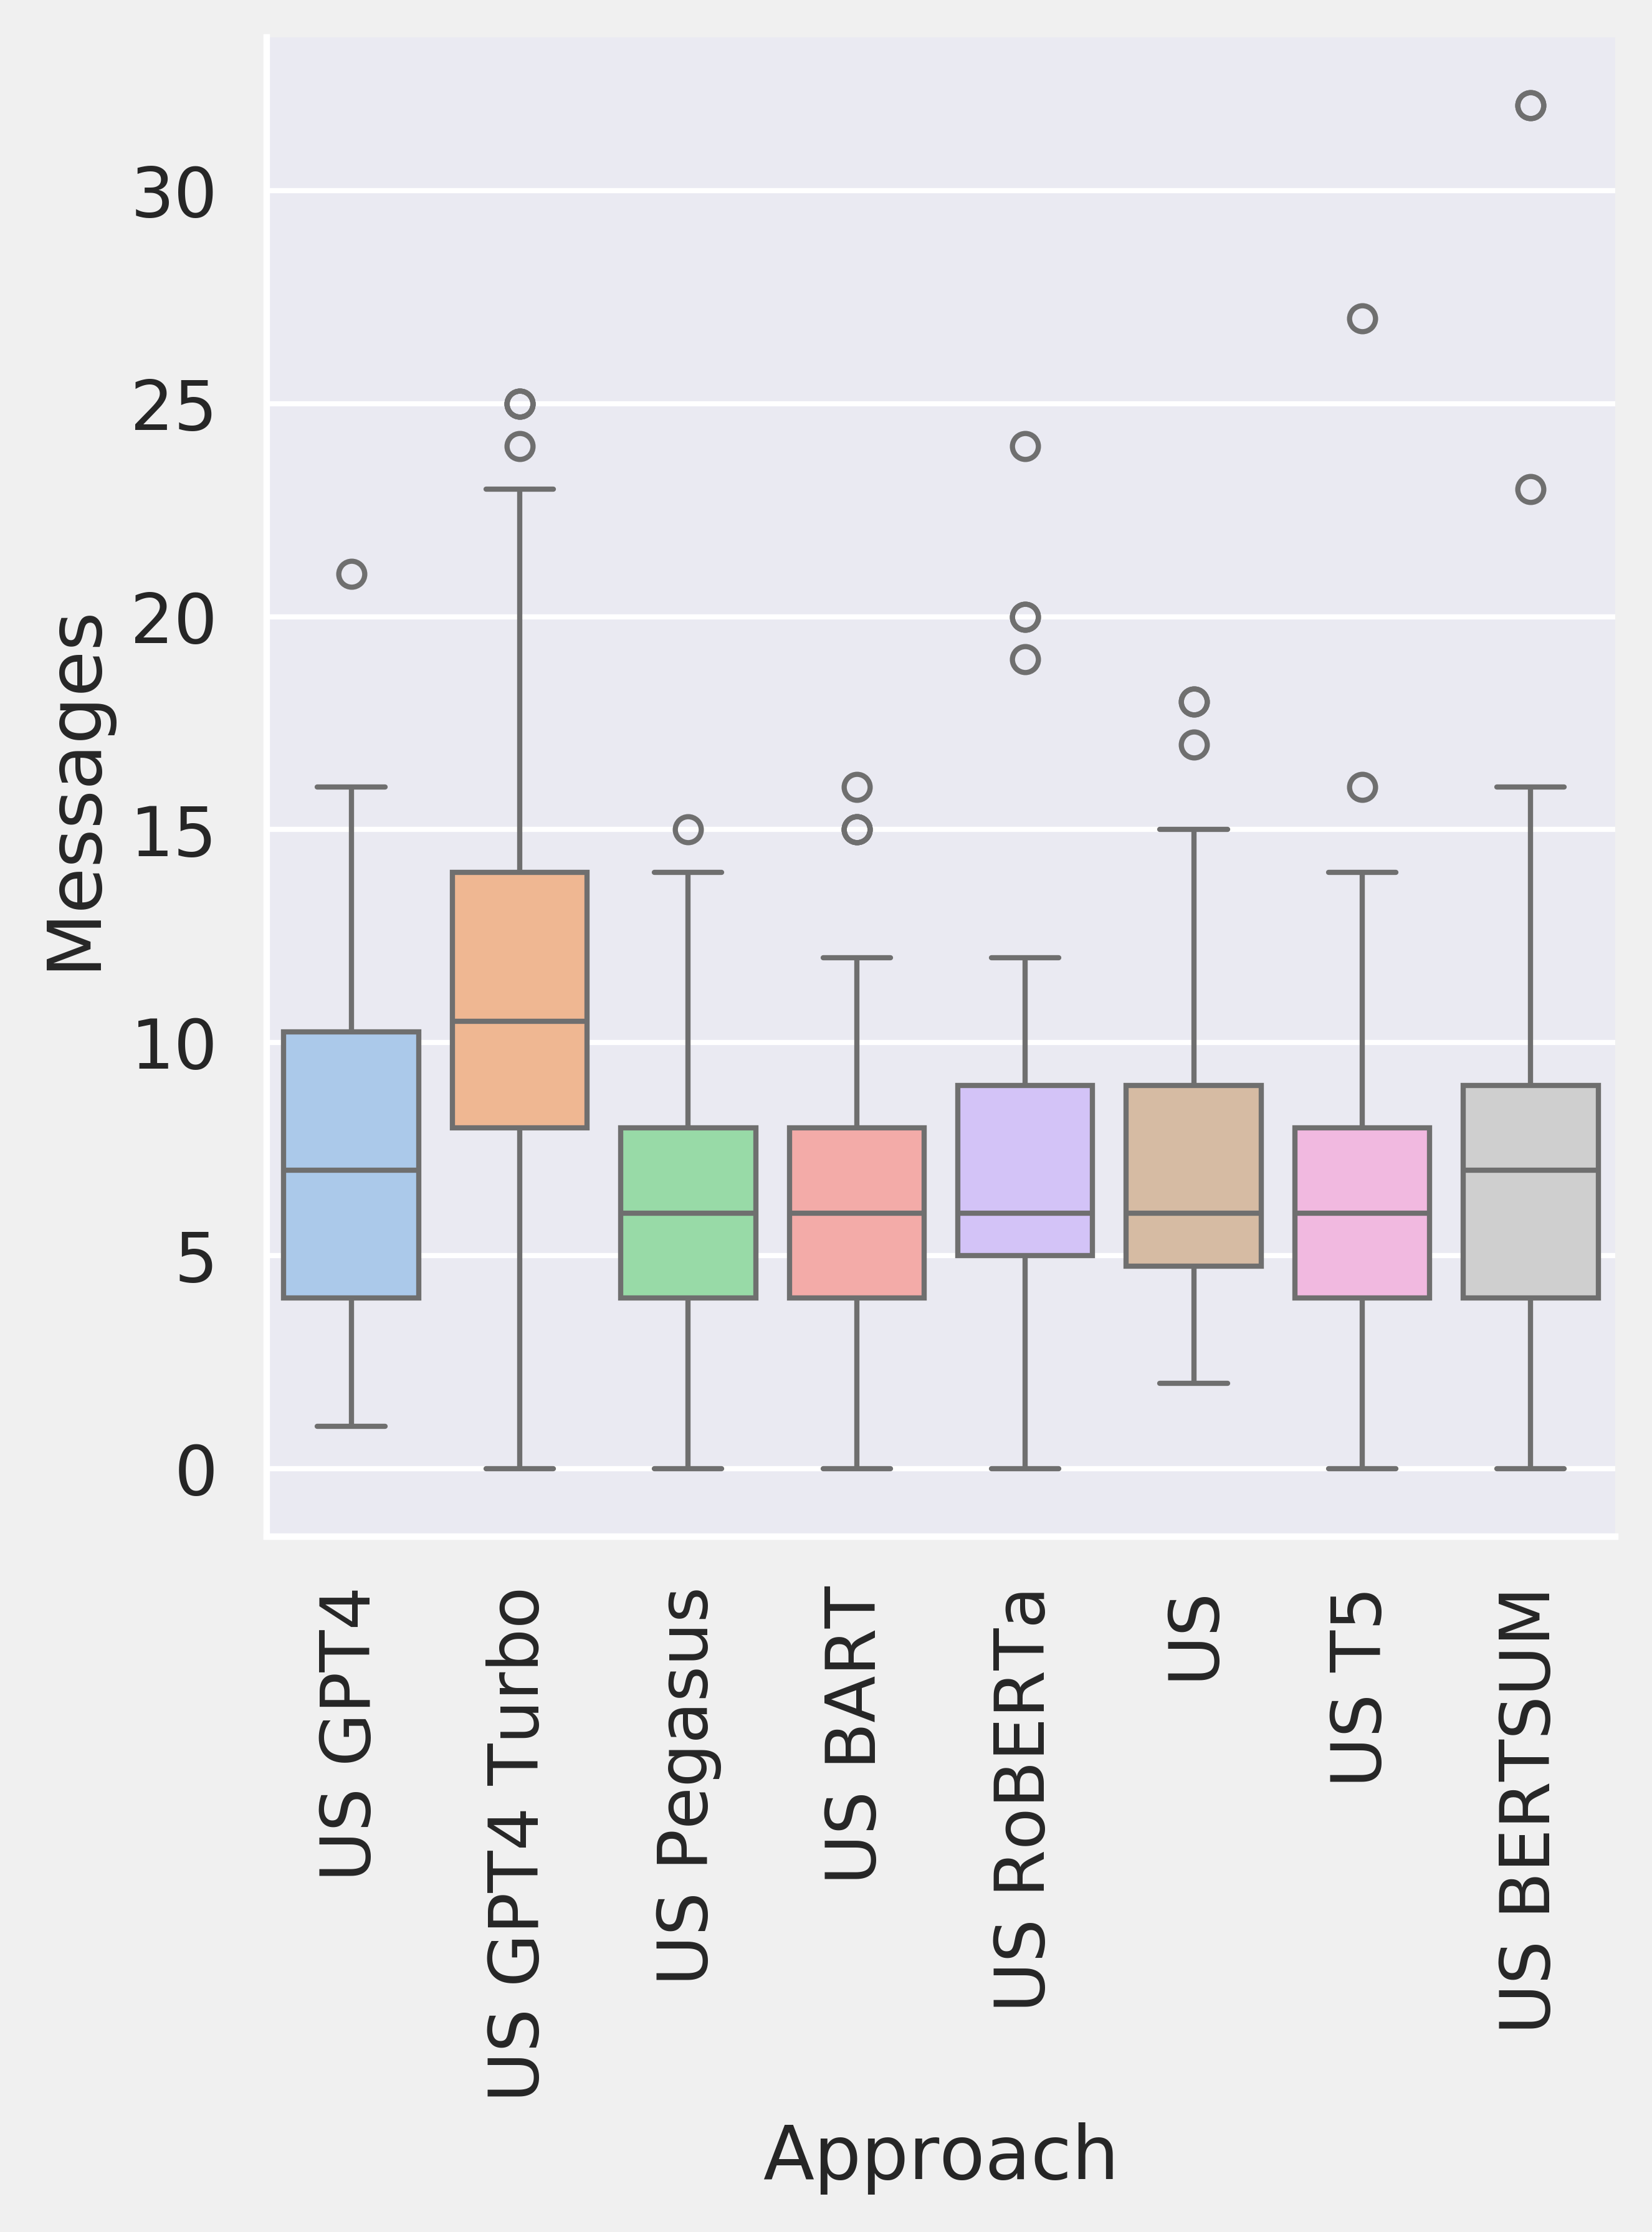 Messages
30
25
20
15
10
5
0
US GPT4
US GPT4 Turbo
US Pegasus
US BART
US RoBERTa
US
US T5
US BERTSUM
Approach